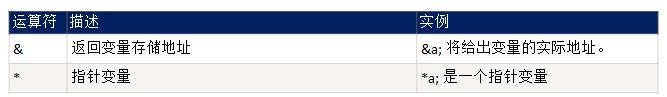 运算符 描述 实例
& 返回变量存储地址 &a; 将给出变量的实际地址。
* 指针变量 *a; 是一个指针变量